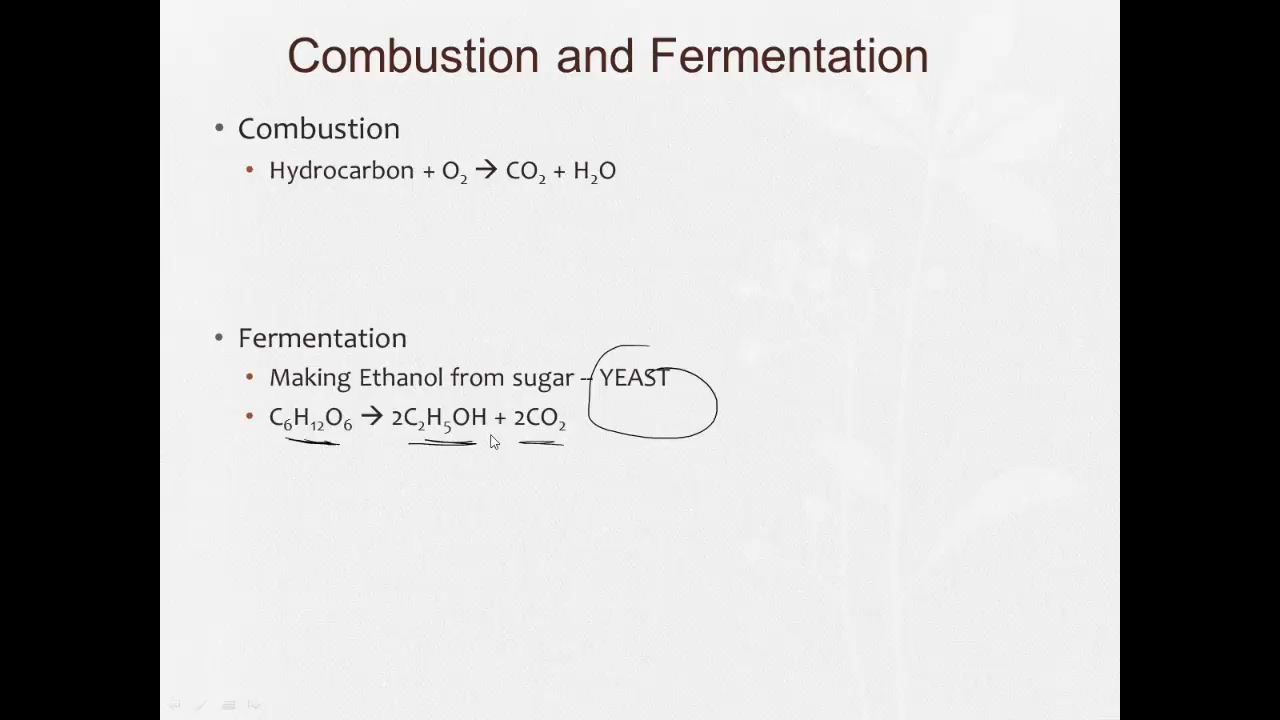 Combustion and Fermentation
• Combustion
• Hydrocarbon + O₂ → CO₂ + H₂O
• Fermentation
• Making Ethanol from sugar – YEAST
• C₆H₁₂O₆ → 2C₂H₅OH + 2CO₂